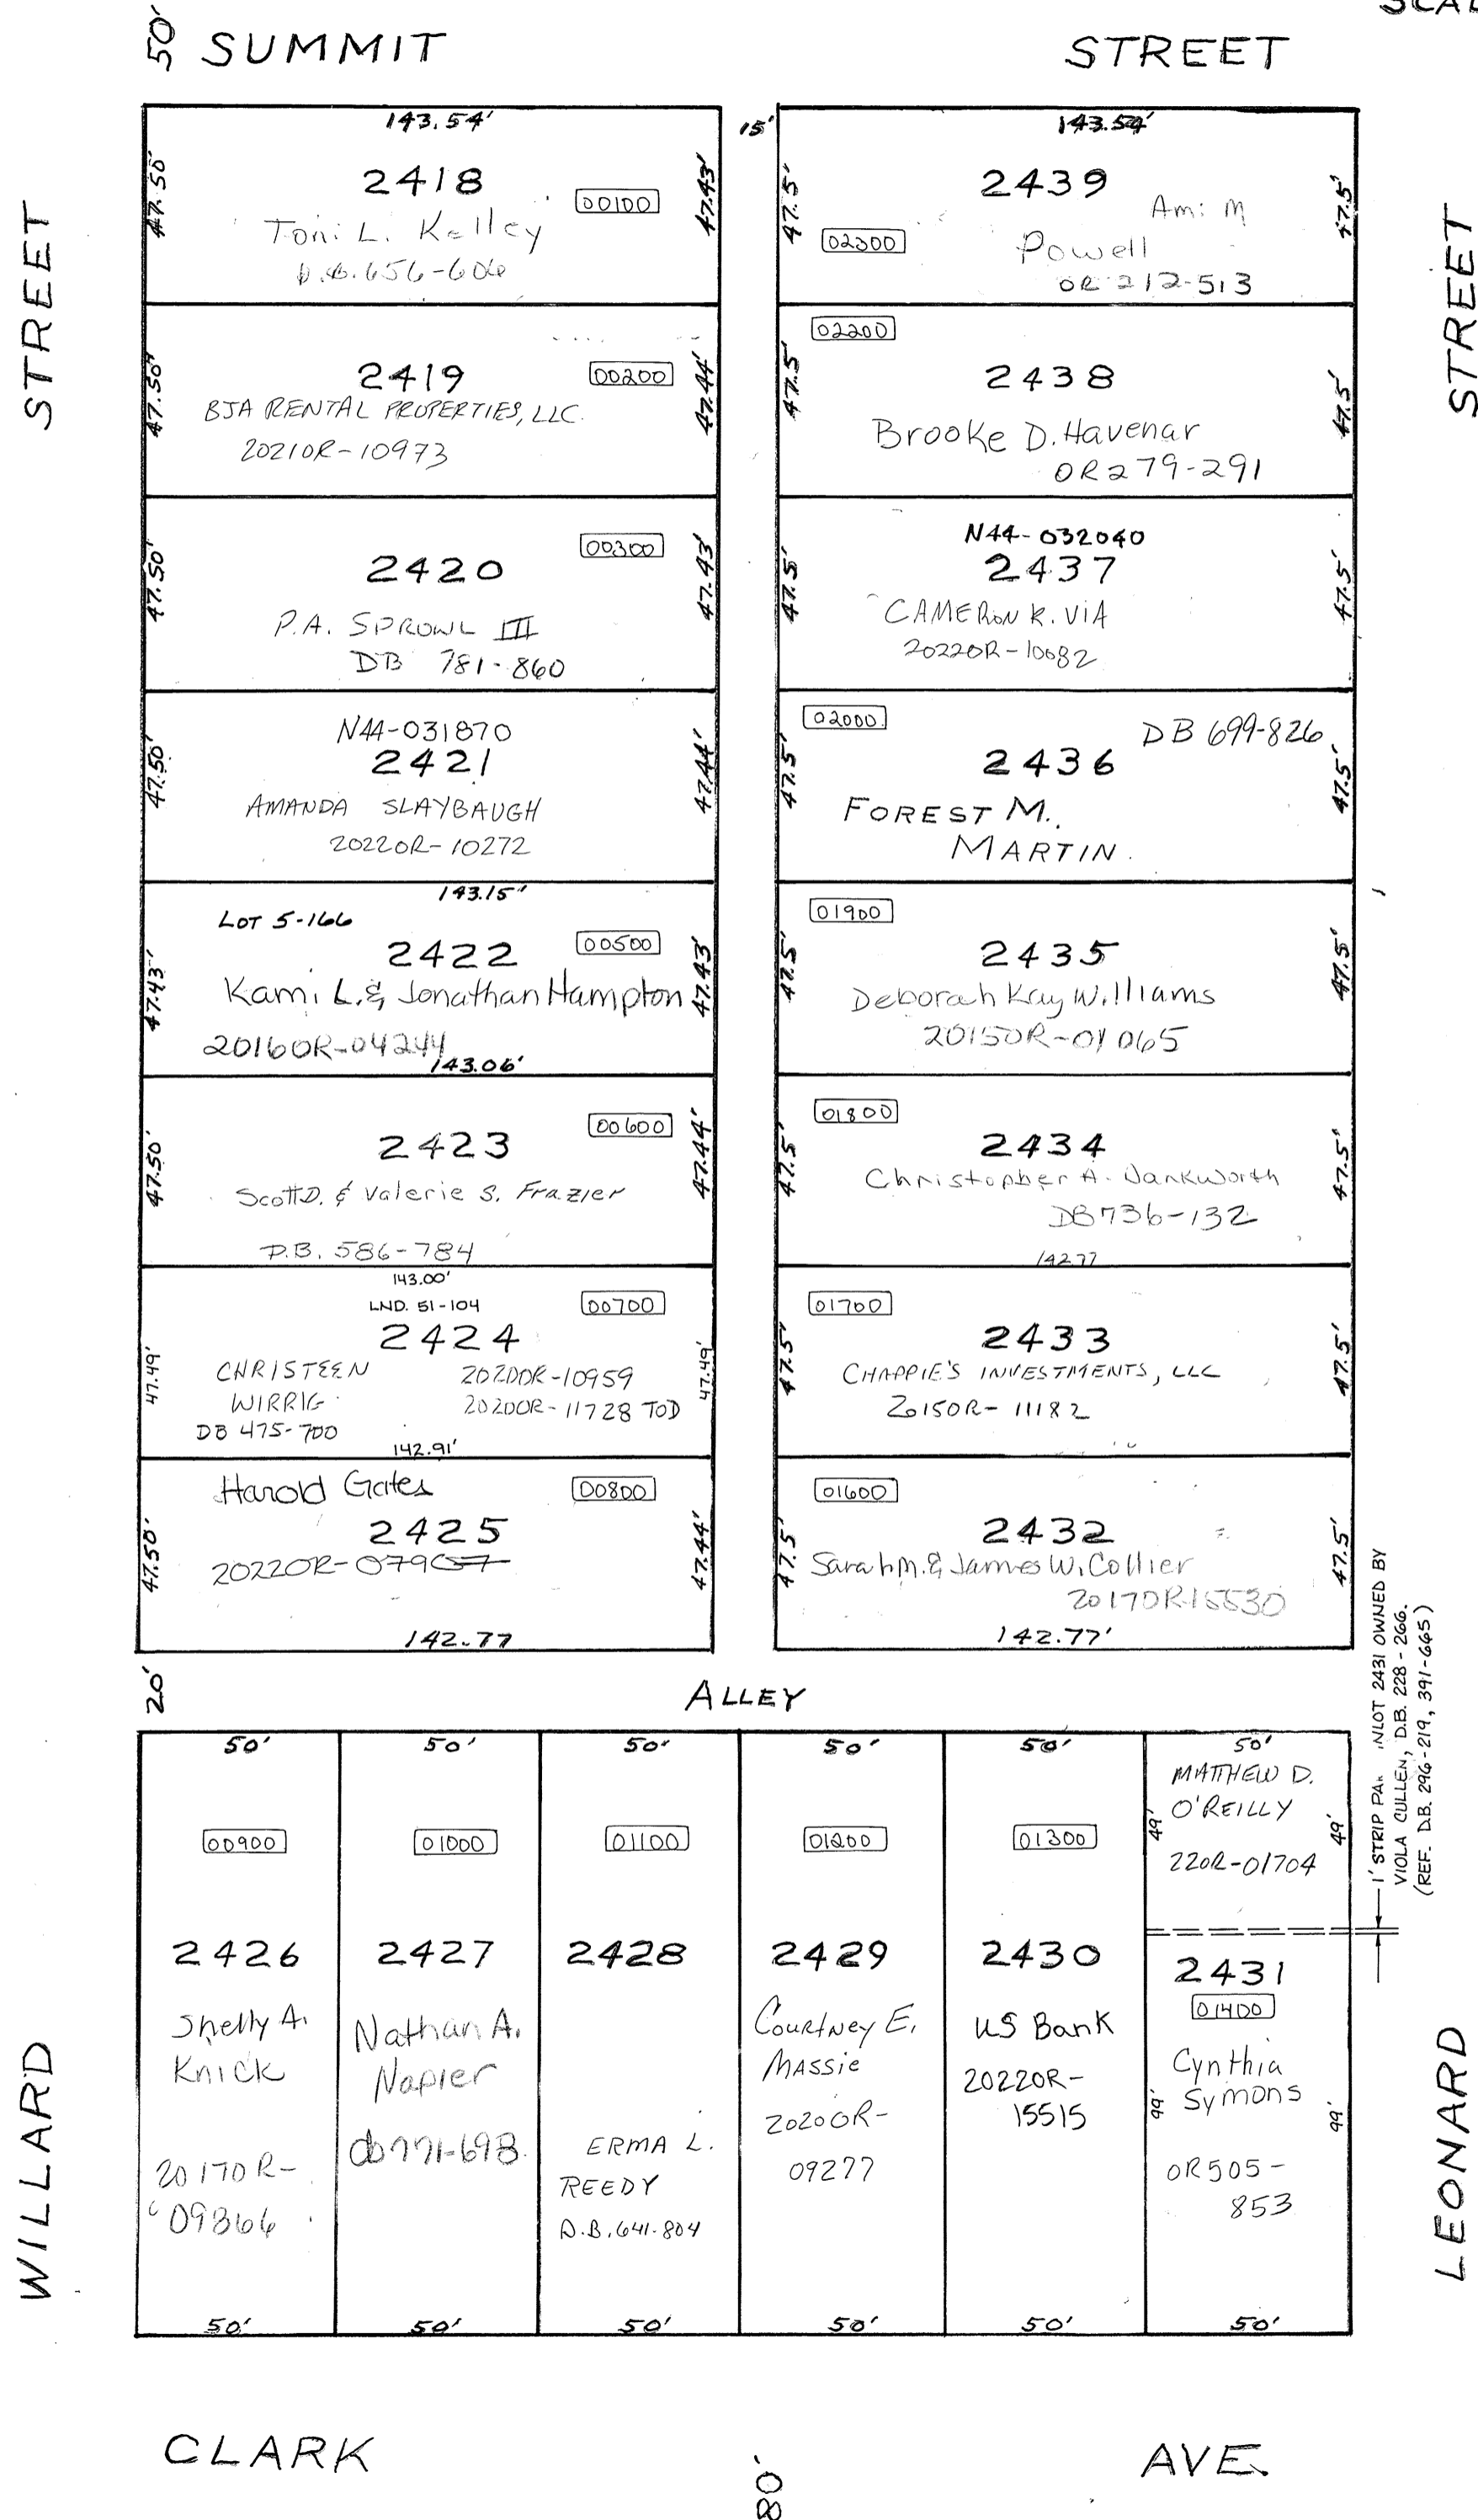 SCAL
50' SUMMIT STREET
STREET
STREET
143.54'
47.50'
2418
00100
47.43'
Toni L. Kelley
D.B. 656-606
15'
143.54'
47.5'
2439
Ami M
02300
Powell
OR 212-513
47.5'
47.50'
2419
00200
47.44'
BJA RENTAL PROPERTIES, LLC.
2021OR-10973
02200
47.5'
2438
Brooke D. Havenar
OR279-291
47.5'
47.50'
00300
2420
47.43'
P.A. SPROWL III
DB 781-860
N44-032040
47.5'
2437
CAMERON R. VIA
2022OR-10082
47.5'
N44-031870
47.50'
2421
47.44'
AMANDA SLAYBAUGH
2022OR-10272
02000
DB 699-826
47.5'
2436
FOREST M.
MARTIN
47.5'
143.15'
LOT 5-166
47.43'
2422
00500
Kami L. & Jonathan Hampton
47.43'
2016OR-04244
143.06'
01900
47.5'
2435
Deborah Kay Williams
2015OR-01065
47.5'
00600
47.50'
2423
47.44'
Scott D. & Valerie S. Frazier
D.B. 586-784
01800
47.5'
2434
Christopher A. Dankworth
DB736-132
47.5'
142.77
143.00'
LND. 51-104
00700
2424
47.49'
CHRISTEEN
WIRRIG
DB 475-700
2020OR-10959
2020OR-11728 TOD
47.49'
142.91'
01700
47.5'
2433
CHAPPIE'S INVESTMENTS, LLC
2015OR-11182
47.5'
Harold Gates
00800
47.50'
2425
2022OR-07907
47.44'
142.77
01600
47.5'
2432
Sarah M. & James W. Collier
2017OR-15530
47.5'
142.77'
20'
ALLEY
1' STRIP PA. INLOT 2431 OWNED BY
VIOLA CULLEN, D.B. 228-266.
(REF. D.B. 296-219, 391-665)
50'
00900
2426
Shelly A.
Knick
2017OR-
09366
50'
50'
01000
2427
Nathan A.
Napier
db771-698
50'
50'
01100
2428
ERMA L.
REEDY
D.B. 641-804
50'
50'
01200
2429
Courtney E.
Massie
2020OR-
09277
50'
50'
01300
2430
US Bank
2022OR-
15515
50'
50'
MATTHEW D.
O'REILLY
49'
49'
22OR-01704
2431
01400
Cynthia
Symons
99'
99'
OR505-
853
50'
WILLARD
LEONARD
CLARK AVE.
80'